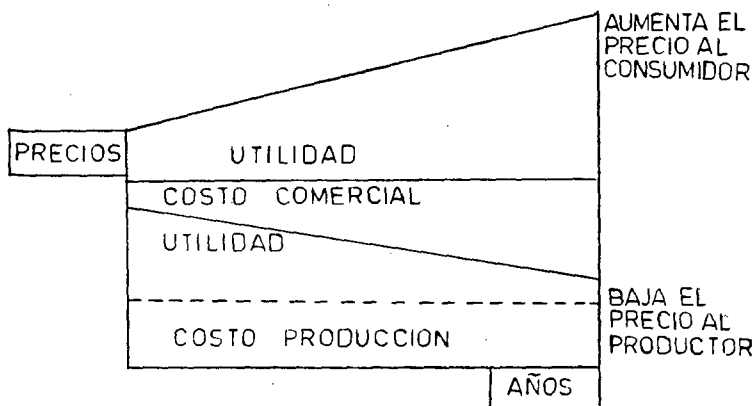 AUMENTA EL
PRECIO AL
CONSUMIDOR
PRECIOS
UTILIDAD
COSTO COMERCIAL
UTILIDAD
BAJA EL
PRECIO AL
PRODUCTOR
COSTO PRODUCCION
AÑOS